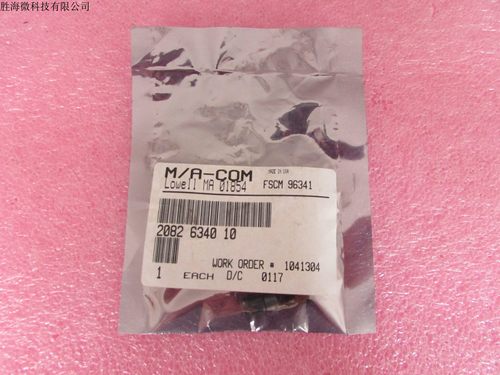 胜海微科技有限公司
M/A-COM
MADE IN USA
Lowell MA 01854 FSCM 96341
2082 6340 10
WORK ORDER # 1041304
1 EACH D/C 0117